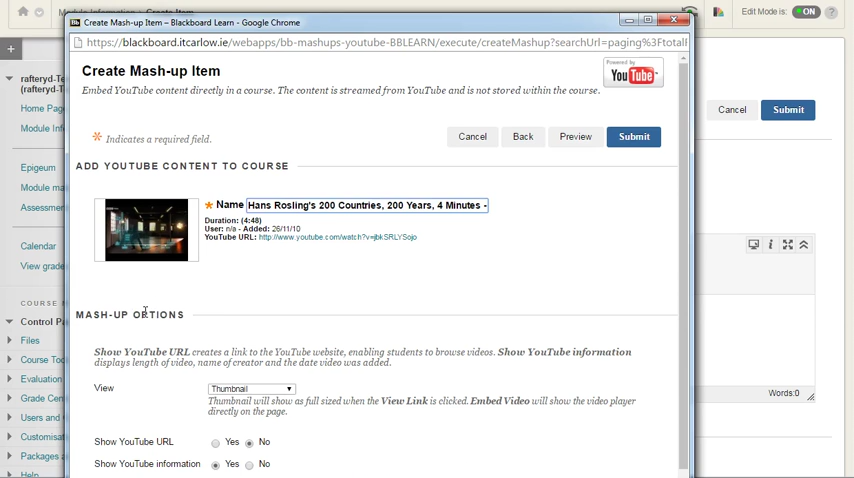 Create Mash-up Item – Blackboard Learn - Google Chrome
Edit Mode is: ON ?
https://blackboard.itcarlow.ie/webapps/bb-mashups-youtube-BBLEARN/execute/createMashup?searchUrl=paging%3Ftotal
Create Mash-up Item
Powered by
YouTube
Embed YouTube content directly in a course. The content is streamed from YouTube and is not stored within the course.
* Indicates a required field.
Cancel Back Preview Submit
Cancel Submit
ADD YOUTUBE CONTENT TO COURSE
* Name Hans Rosling's 200 Countries, 200 Years, 4 Minutes -
Duration: (4:48)
User: n/a - Added: 26/11/10
YouTube URL: http://www.youtube.com/watch?v=jbkSRLYSojo
MASH-UP OPTIONS
Show YouTube URL creates a link to the YouTube website, enabling students to browse videos. Show YouTube information
displays length of video, name of creator and the date video was added.
View Thumbnail
Thumbnail will show as full sized when the View Link is clicked. Embed Video will show the video player
directly on the page.
Show YouTube URL Yes No
Show YouTube information Yes No
+
rafteryd-Te
(rafteryd-T
Home Pag
Module Inf
Epigeum
Module ma
Assessmen
Calendar
View grade
COURSE M
Control Pa
Files
Course Too
Evaluation
Grade Cen
Users and
Customisat
Packages a
Help
Words:0